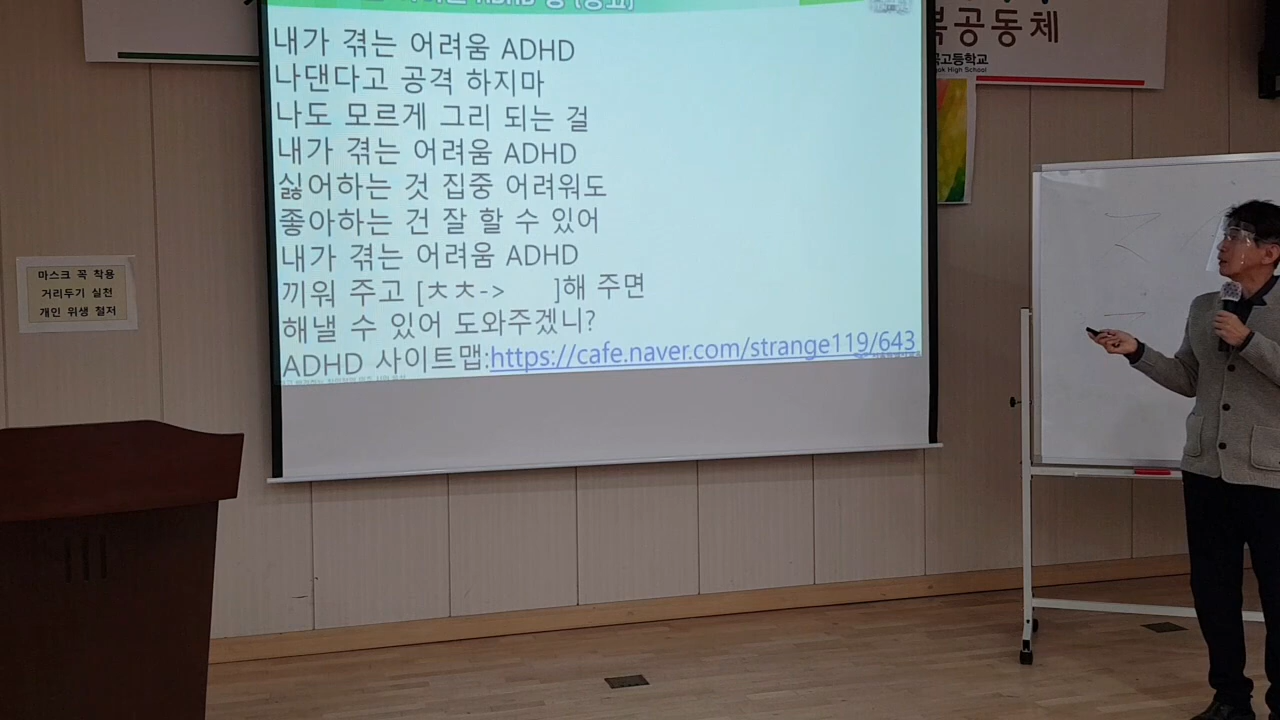 내가 겪는 어려움 ADHD
나댄다고 공격 하지마
나도 모르게 그리 되는 걸
내가 겪는 어려움 ADHD
싫어하는 것 집중 어려워도
좋아하는 건 잘 할 수 있어
내가 겪는 어려움 ADHD
끼워 주고 [ㅊㅊ-> ]해 주면
해낼 수 있어 도와주겠니?
ADHD 사이트맵:https://cafe.naver.com/strange119/643
공동체
고등학교
High School
마스크 꼭 착용
거리두기 실천
개인 위생 철저